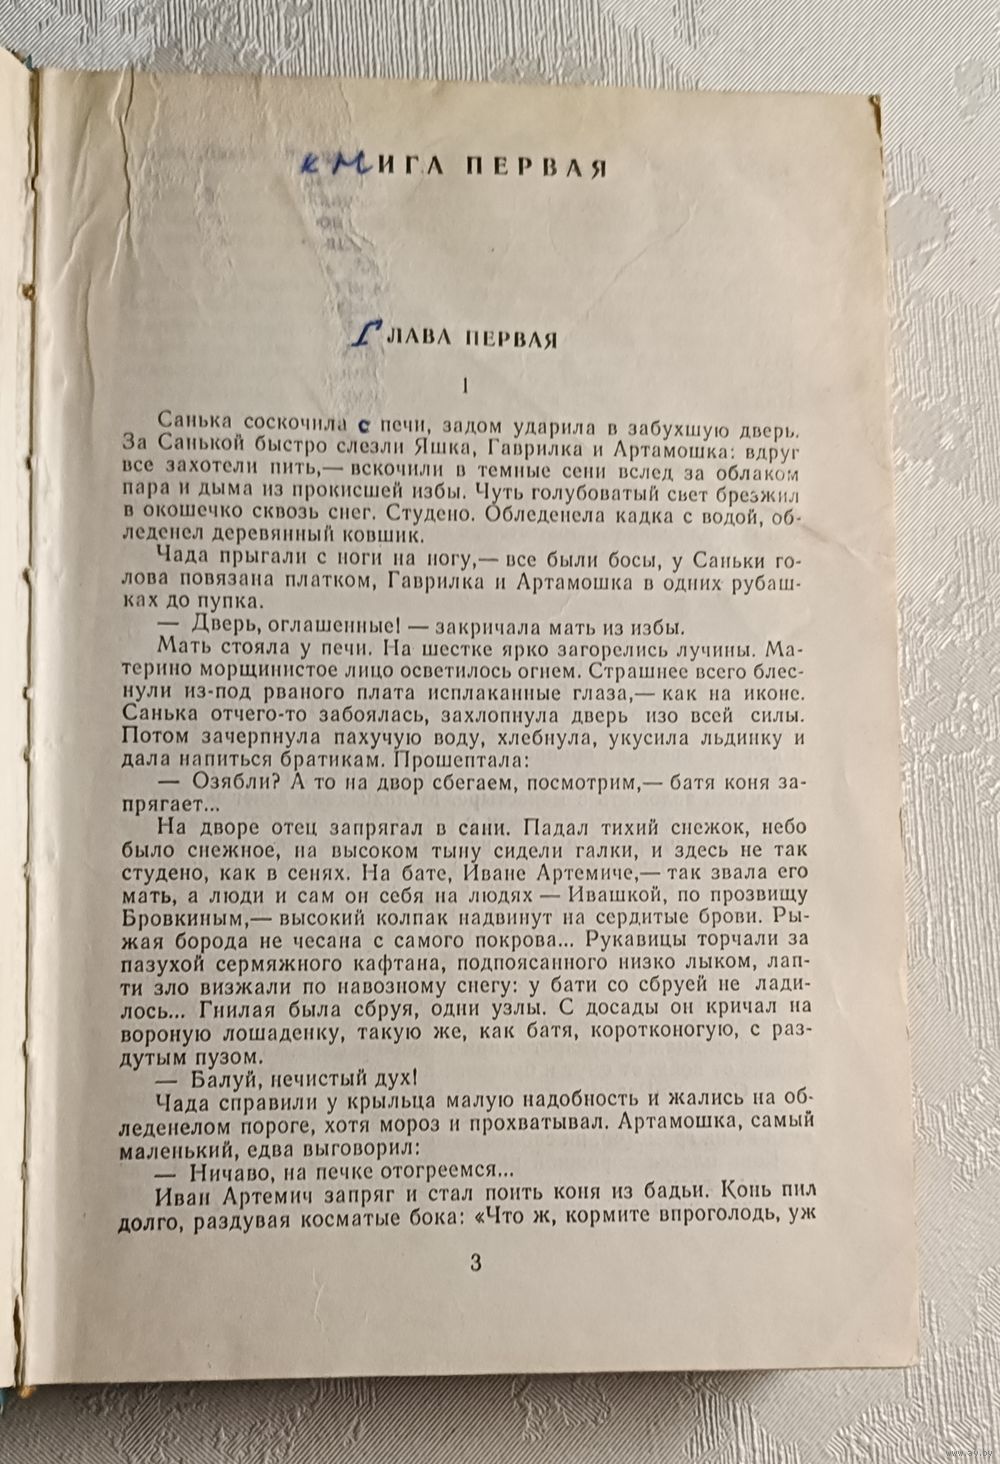 кНИГА ПЕРВАЯ
ГЛАВА ПЕРВАЯ
1
Санька соскочила с печи, задом ударила в забухшую дверь.
За Санькой быстро слезли Яшка, Гаврилка и Артамошка: вдруг
все захотели пить,— вскочили в темные сени вслед за облаком
пара и дыма из прокисшей избы. Чуть голубоватый свет брезжил
в окошечко сквозь снег. Студено. Обледенела кадка с водой, об-
леденел деревянный ковшик.
Чада прыгали с ноги на ногу,— все были босы, у Саньки го-
лова повязана платком, Гаврилка и Артамошка в одних рубаш-
ках до пупка.
— Дверь, оглашенные! — закричала мать из избы.
Мать стояла у печи. На шестке ярко загорелись лучины. Ма-
терино морщинистое лицо осветилось огнем. Страшнее всего блес-
нули из-под рваного плата исплаканные глаза,— как на иконе.
Санька отчего-то забоялась, захлопнула дверь изо всей силы.
Потом зачерпнула пахучую воду, хлебнула, укусила льдинку и
дала напиться братикам. Прошептала:
— Озябли? А то на двор сбегаем, посмотрим,— батя коня за-
прягает...
На дворе отец запрягал в сани. Падал тихий снежок, небо
было снежное, на высоком тыну сидели галки, и здесь не так
студено, как в сенях. На бате, Иване Артемиче,— так звала его
мать, а люди и сам он себя на людях — Ивашкой, по прозвищу
Бровкиным,— высокий колпак надвинут на сердитые брови. Ры-
жая борода не чесана с самого покрова... Рукавицы торчали за
пазухой сермяжного кафтана, подпоясанного низко лыком, лап-
ти зло визжали по навозному снегу: у бати со сбруей не лади-
лось... Гнилая была сбруя, одни узлы. С досады он кричал на
вороную лошаденку, такую же, как батя, коротконогую, с раз-
дутым пузом.
— Балуй, нечистый дух!
Чада справили у крыльца малую надобность и жались на об-
леденелом пороге, хотя мороз и прохватывал. Артамошка, самый
маленький, едва выговорил:
— Ничаво, на печке отогреемся...
Иван Артемич запряг и стал поить коня из бадьи. Конь пил
долго, раздувая косматые бока: «Что ж, кормите впроголодь, уж
3
www.ay.by